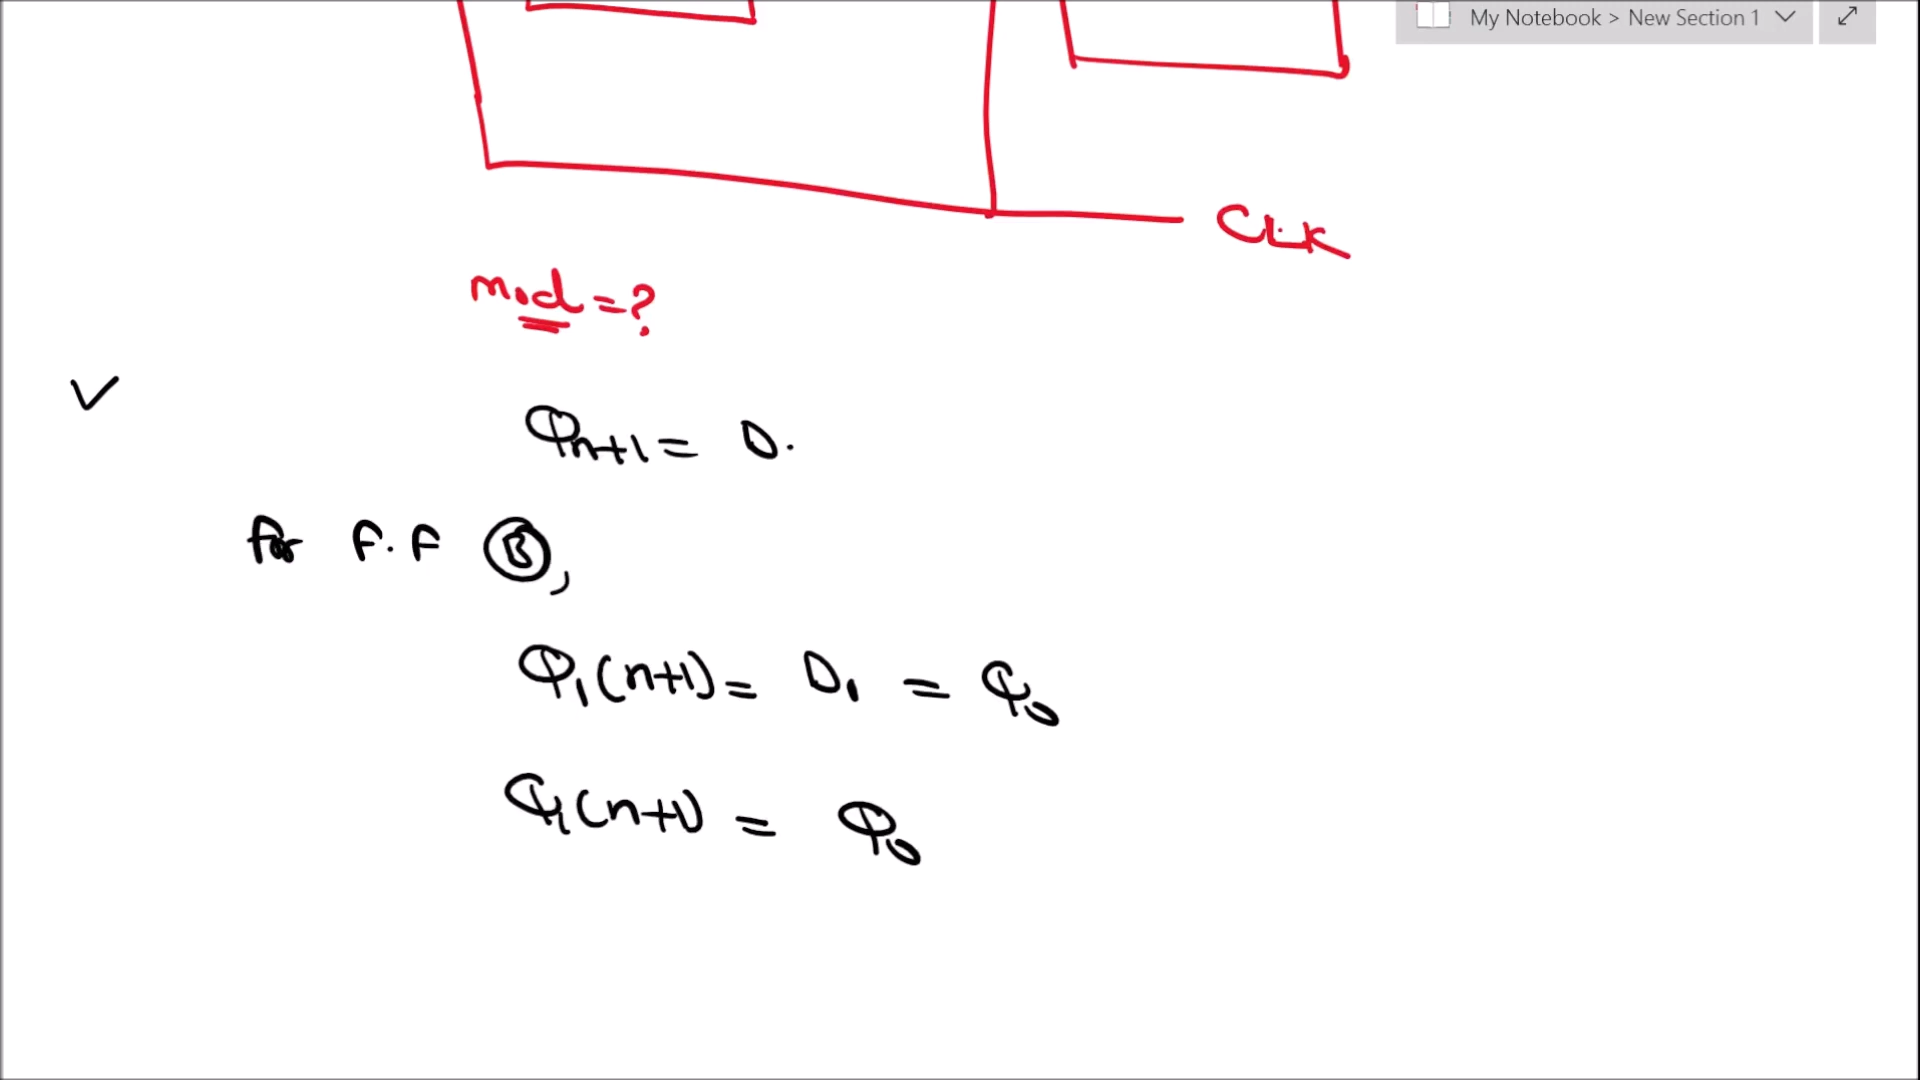 My Notebook > New Section 1
CLK
mod = ?
Qn+1 = D.
for F.F Ⓑ,
Q₁(n+1) = D₁ = Q₀
Q₁(n+1) = Q₀